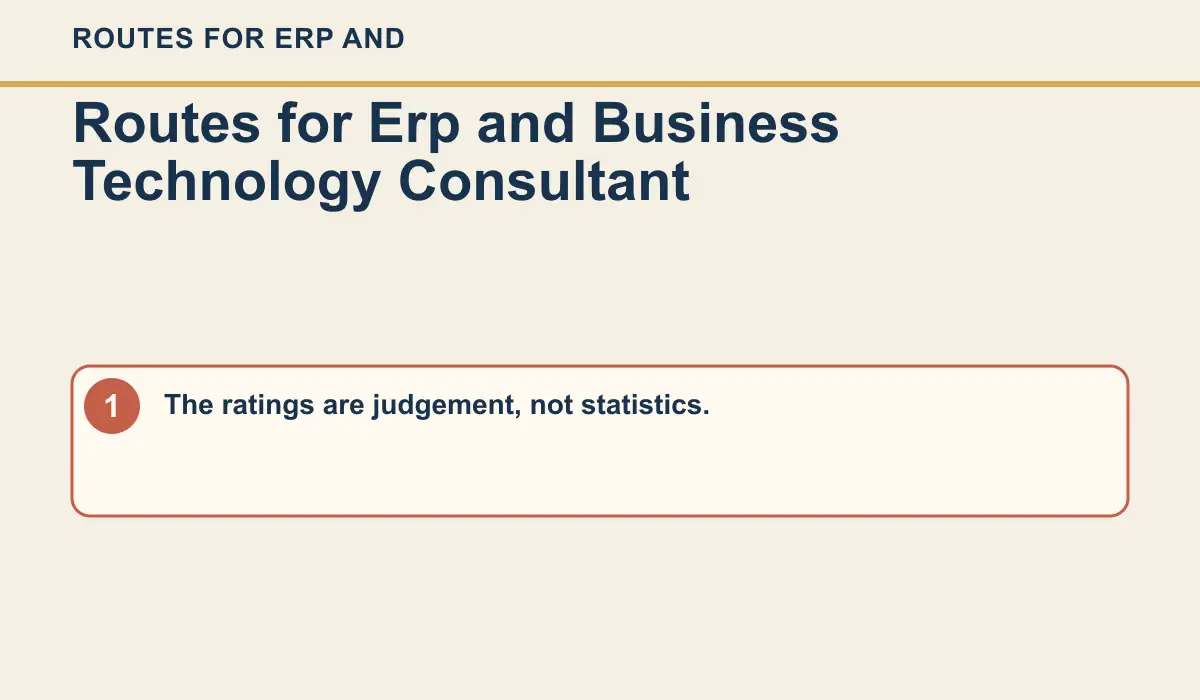 ROUTES FOR ERP AND
Routes for Erp and Business
Technology Consultant
1 The ratings are judgement, not statistics.